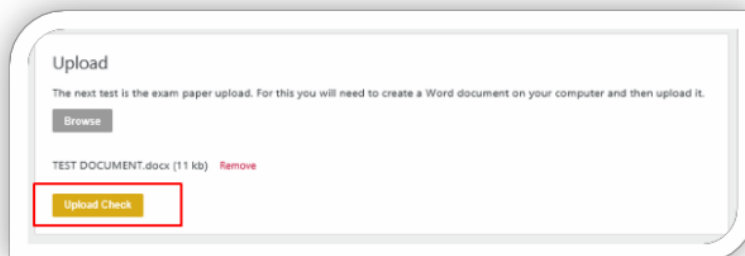 Upload
The next test is the exam paper upload. For this you will need to create a Word document on your computer and then upload it.
Browse
TEST DOCUMENT.docx (11 kb) Remove
Upload Check